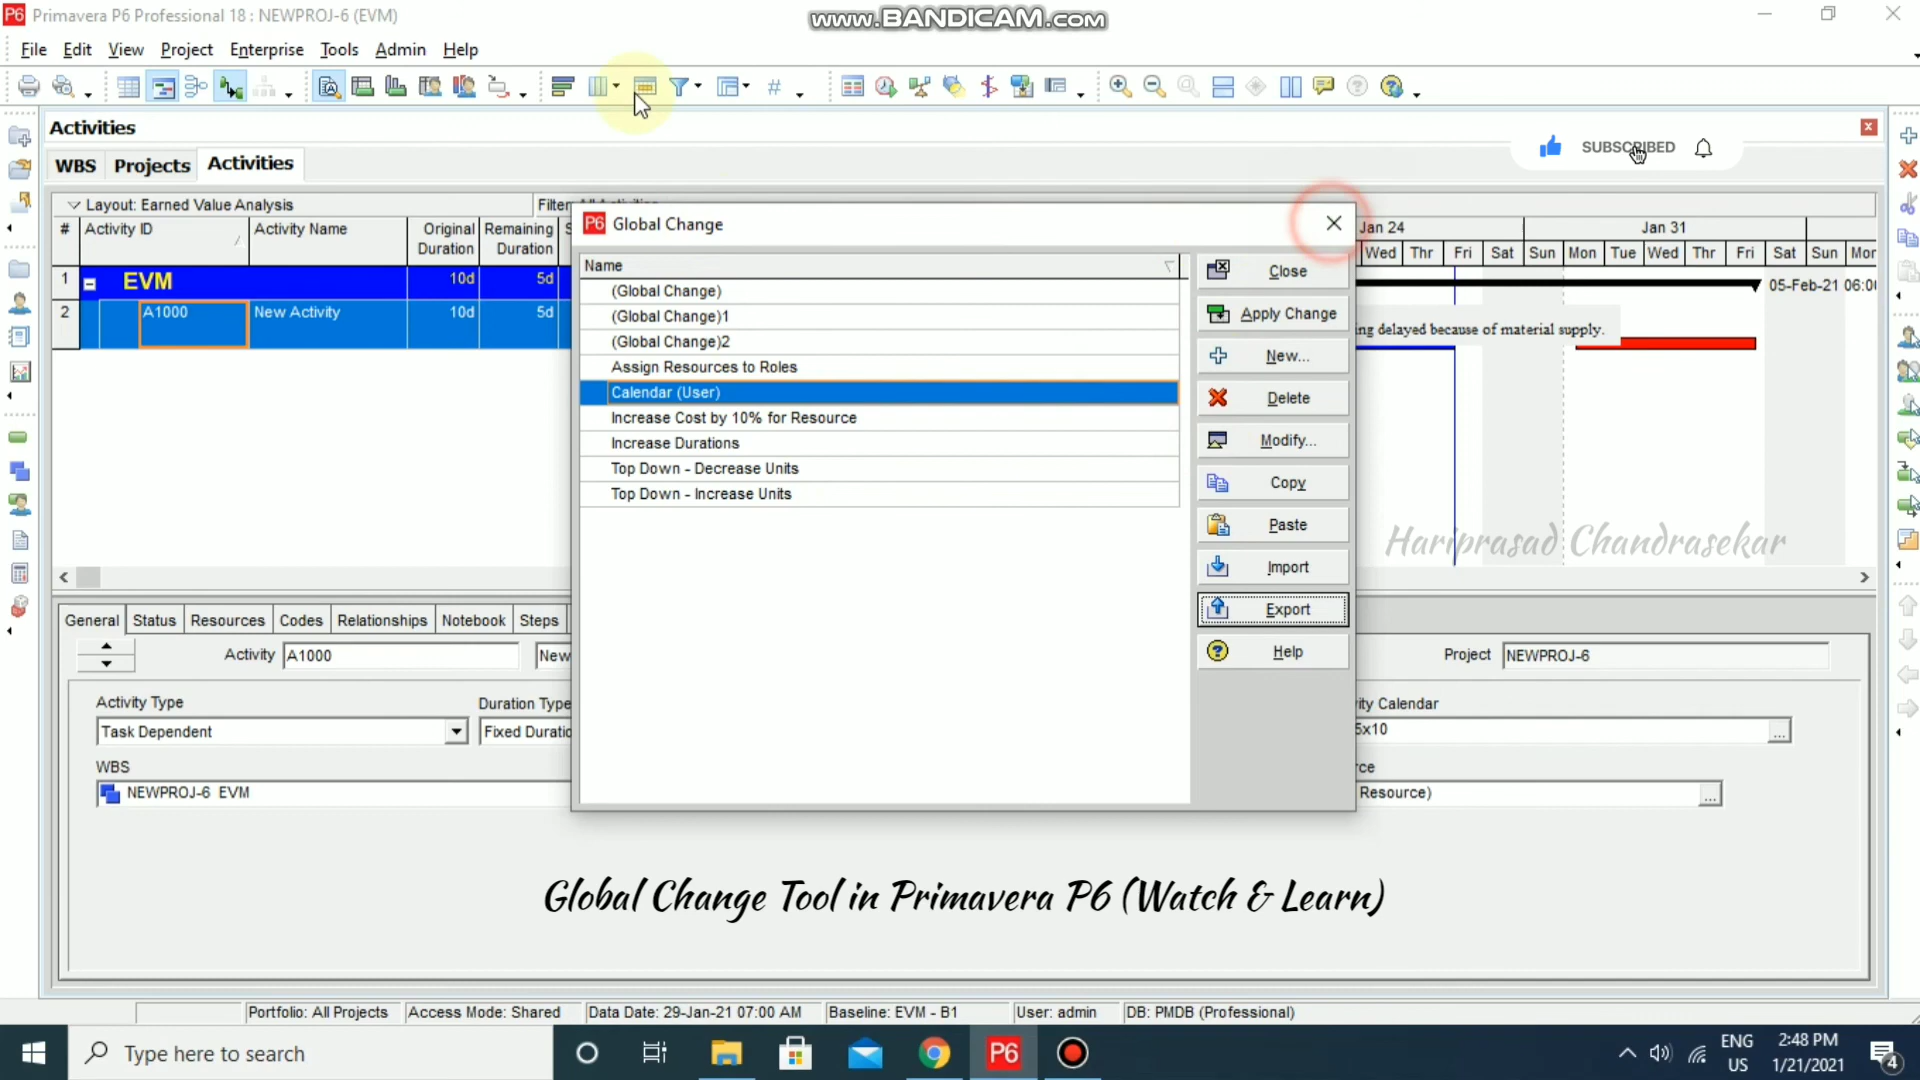 Primavera P6 Professional 18 : NEWPROJ-6 (EVM)
www.BANDICAM.com
File Edit View Project Enterprise Tools Admin Help
Activities
WBS Projects Activities
SUBSCRIBED
Layout: Earned Value Analysis
# Activity ID Activity Name Original Duration Remaining Duration
Jan 24 Jan 31
Wed Thr Fri Sat Sun Mon Tue Wed Thr Fri Sat Sun Mon
1 EVM 10d 5d
05-Feb-21 06:00
2 A1000 New Activity 10d 5d
ing delayed because of material supply.
P6 Global Change
Name
(Global Change)
(Global Change)1
(Global Change)2
Assign Resources to Roles
Calendar (User)
Increase Cost by 10% for Resource
Increase Durations
Top Down - Decrease Units
Top Down - Increase Units
Close
Apply Change
New...
Delete
Modify...
Copy
Paste
Import
Export
Help
Hariprasad Chandrasekar
General Status Resources Codes Relationships Notebook Steps
Activity A1000 New
Project NEWPROJ-6
Activity Type Duration Type
ity Calendar
Task Dependent Fixed Duratio
5x10
WBS
rce
NEWPROJ-6 EVM
Resource)
Global Change Tool in Primavera P6 (Watch & Learn)
Portfolio: All Projects Access Mode: Shared Data Date: 29-Jan-21 07:00 AM Baseline: EVM - B1 User: admin DB: PMDB (Professional)
Type here to search
P6
ENG
US
2:48 PM
1/21/2021
4